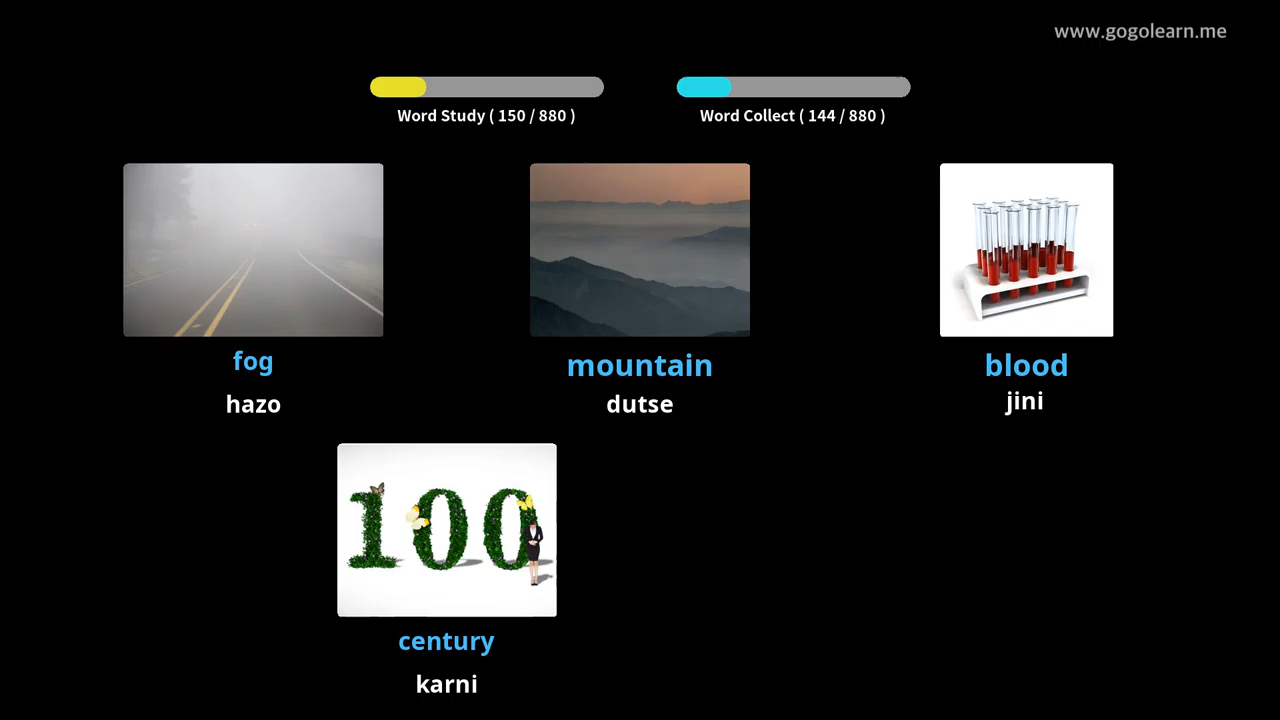 www.gogolearn.me
Word Study ( 150 / 880 )
Word Collect ( 144 / 880 )
fog
hazo
mountain
dutse
blood
jini
100
century
karni